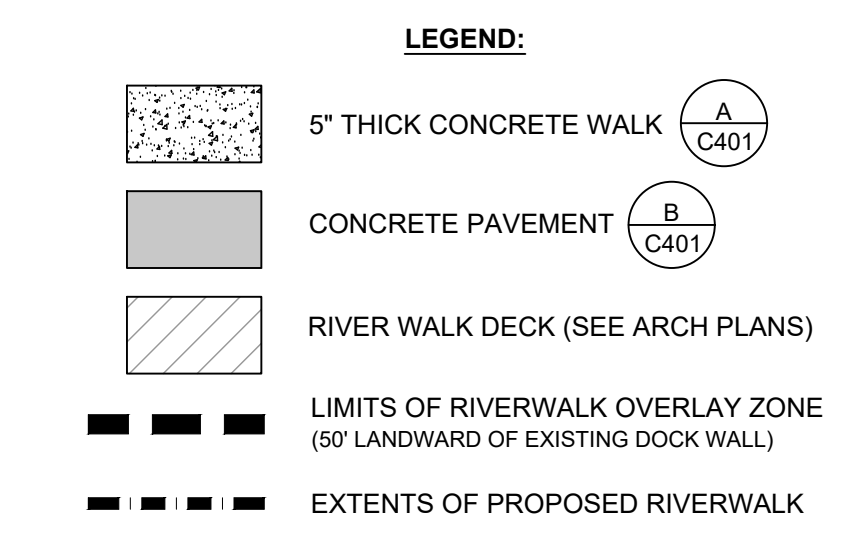 LEGEND:
5" THICK CONCRETE WALK
A
C401
CONCRETE PAVEMENT
B
C401
RIVER WALK DECK (SEE ARCH PLANS)
LIMITS OF RIVERWALK OVERLAY ZONE
(50' LANDWARD OF EXISTING DOCK WALL)
EXTENTS OF PROPOSED RIVERWALK